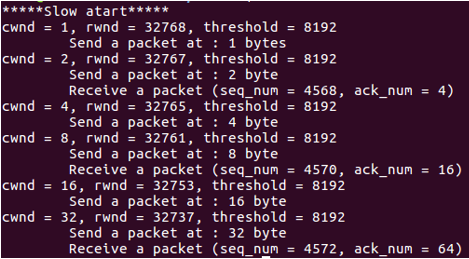 *****Slow atart*****
cwnd = 1, rwnd = 32768, threshold = 8192
Send a packet at : 1 bytes
cwnd = 2, rwnd = 32767, threshold = 8192
Send a packet at : 2 byte
Receive a packet (seq_num = 4568, ack_num = 4)
cwnd = 4, rwnd = 32765, threshold = 8192
Send a packet at : 4 byte
cwnd = 8, rwnd = 32761, threshold = 8192
Send a packet at : 8 byte
Receive a packet (seq_num = 4570, ack_num = 16)
cwnd = 16, rwnd = 32753, threshold = 8192
Send a packet at : 16 byte
cwnd = 32, rwnd = 32737, threshold = 8192
Send a packet at : 32 byte
Receive a packet (seq_num = 4572, ack_num = 64)